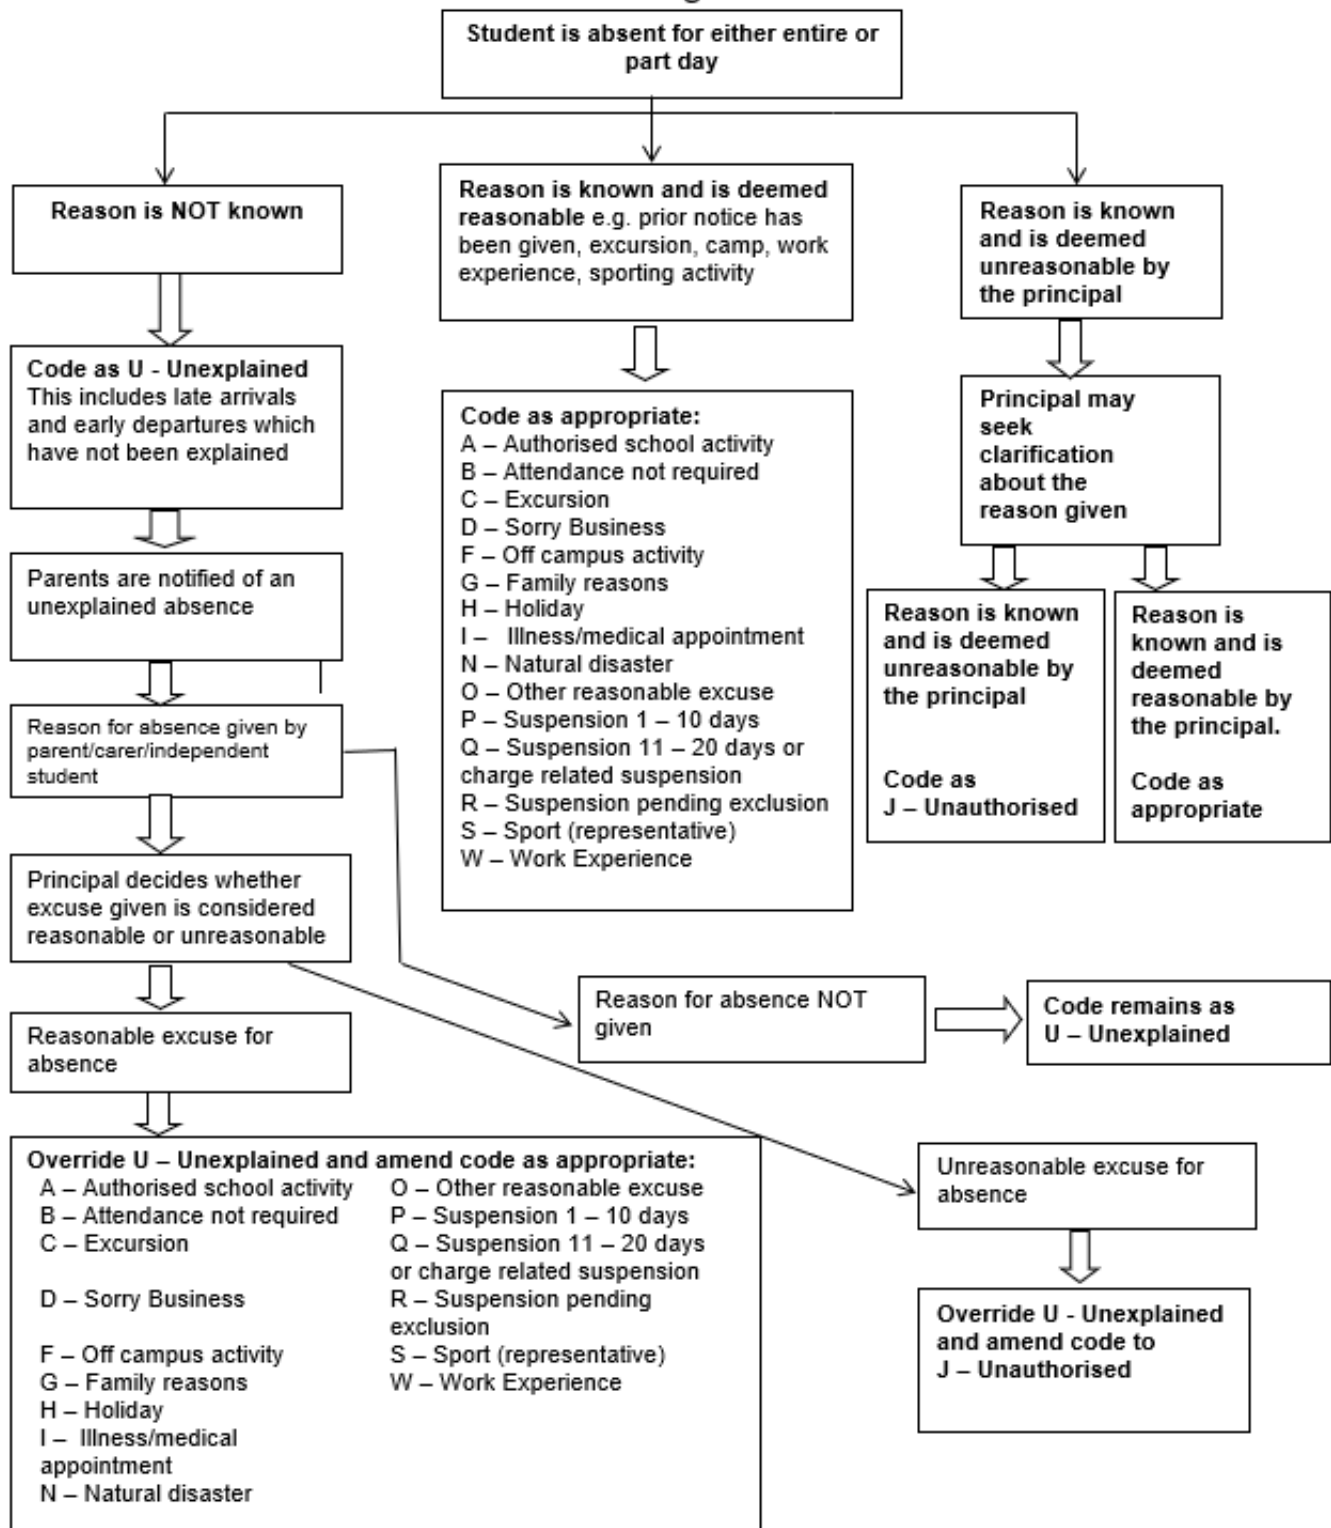 Student is absent for either entire or
part day
Reason is NOT known
Reason is known and is deemed
reasonable e.g. prior notice has
been given, excursion, camp, work
experience, sporting activity
Reason is known
and is deemed
unreasonable by
the principal
Code as U - Unexplained
This includes late arrivals
and early departures which
have not been explained
Code as appropriate:
A – Authorised school activity
B – Attendance not required
C – Excursion
D – Sorry Business
F – Off campus activity
G – Family reasons
H – Holiday
I – Illness/medical appointment
N – Natural disaster
O – Other reasonable excuse
P – Suspension 1 – 10 days
Q – Suspension 11 – 20 days or
charge related suspension
R – Suspension pending exclusion
S – Sport (representative)
W – Work Experience
Principal may
seek
clarification
about the
reason given
Parents are notified of an
unexplained absence
Reason is known
and is deemed
unreasonable by
the principal
Code as
J – Unauthorised
Reason is
known and is
deemed
reasonable by
the principal.
Code as
appropriate
Reason for absence given by
parent/carer/independent
student
Principal decides whether
excuse given is considered
reasonable or unreasonable
Reason for absence NOT
given
Code remains as
U – Unexplained
Reasonable excuse for
absence
Override U – Unexplained and amend code as appropriate:
A – Authorised school activity
B – Attendance not required
C – Excursion
D – Sorry Business
F – Off campus activity
G – Family reasons
H – Holiday
I – Illness/medical
appointment
N – Natural disaster
O – Other reasonable excuse
P – Suspension 1 – 10 days
Q – Suspension 11 – 20 days
or charge related suspension
R – Suspension pending
exclusion
S – Sport (representative)
W – Work Experience
Unreasonable excuse for
absence
Override U - Unexplained
and amend code to
J – Unauthorised